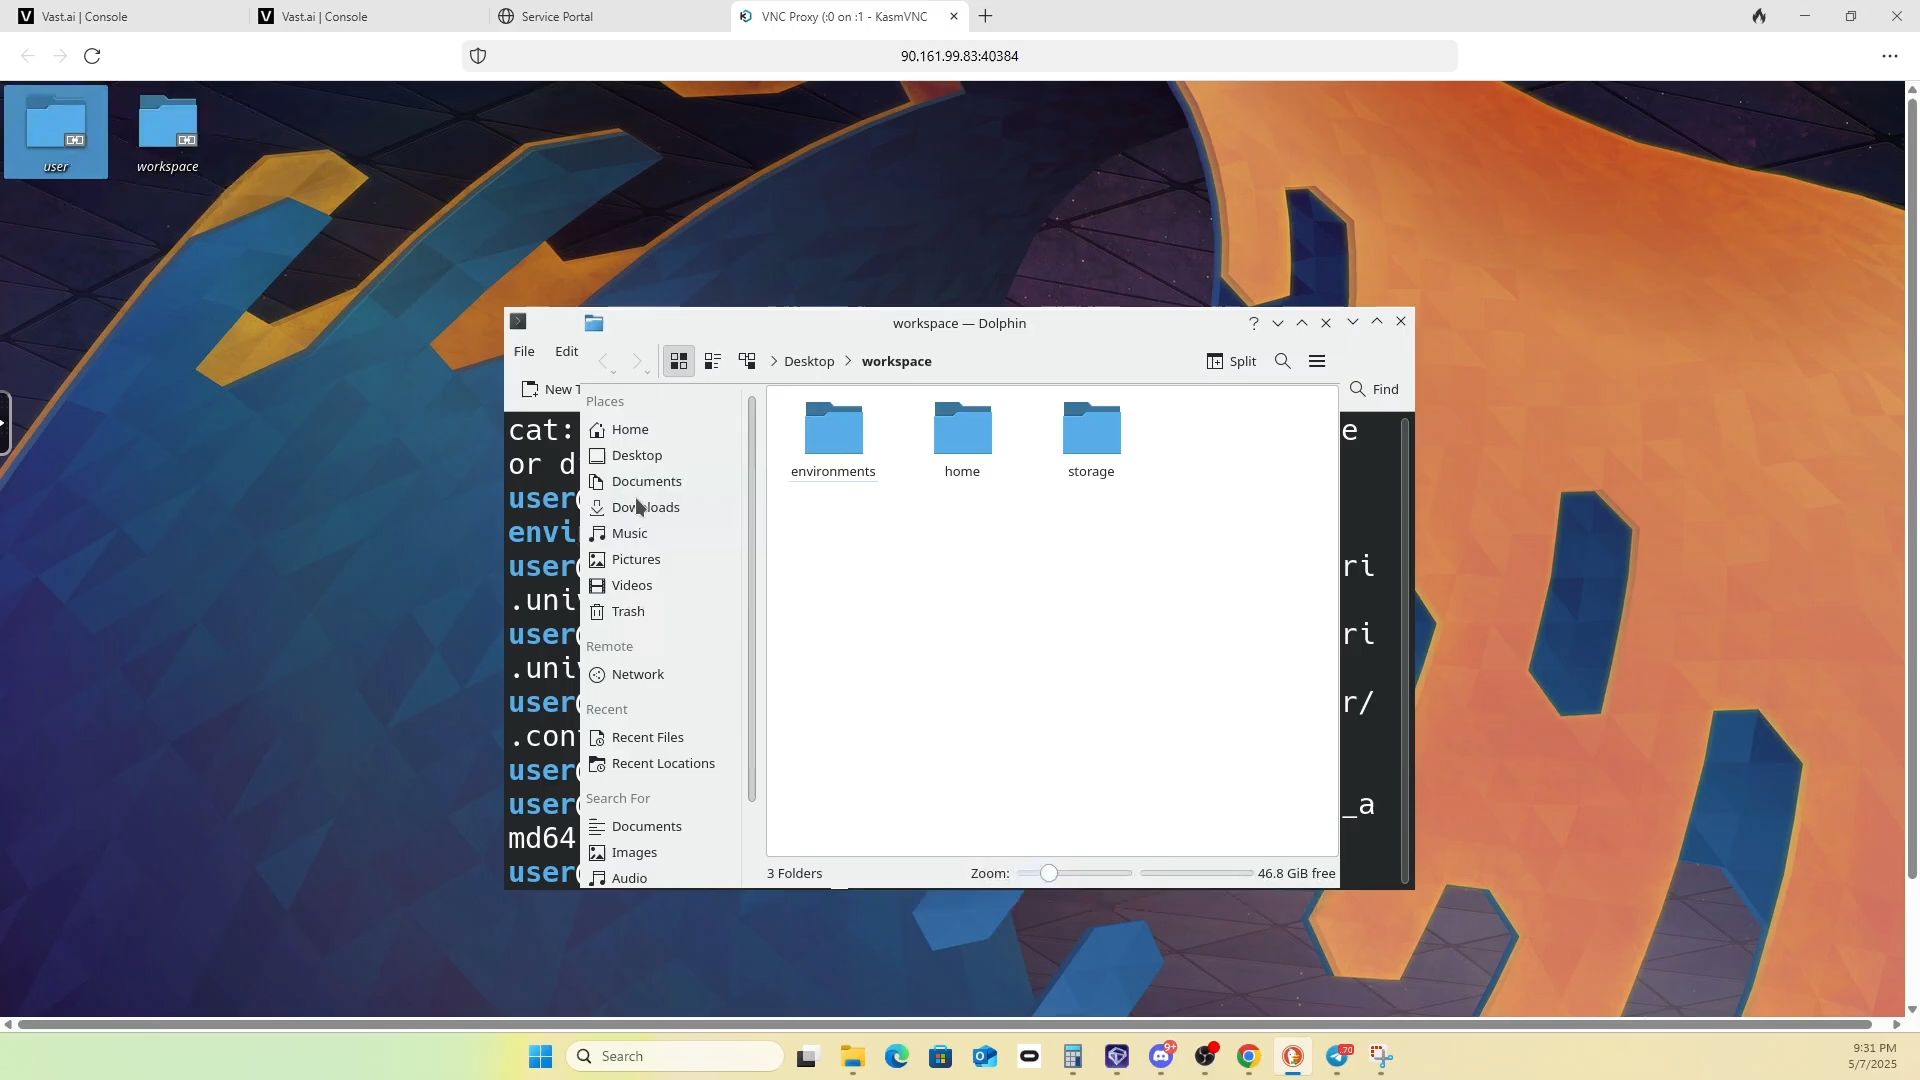 Vast.ai | Console
Vast.ai | Console
Service Portal
VNC Proxy (:0 on :1 - KasmVNC
90.161.99.83:40384
user
workspace
workspace — Dolphin
File
Edit
Desktop
workspace
Split
New T
Find
Places
Home
Desktop
Documents
Downloads
Music
Pictures
Videos
Trash
Remote
Network
Recent
Recent Files
Recent Locations
Search For
Documents
Images
Audio
environments
home
storage
3 Folders
Zoom:
46.8 GiB free
cat:
e
or d
user
envi
user
ri
.uni
user
ri
.uni
user
r/
.con
user
user
_a
md64
user
Search
9+
70
9:31 PM
5/7/2025